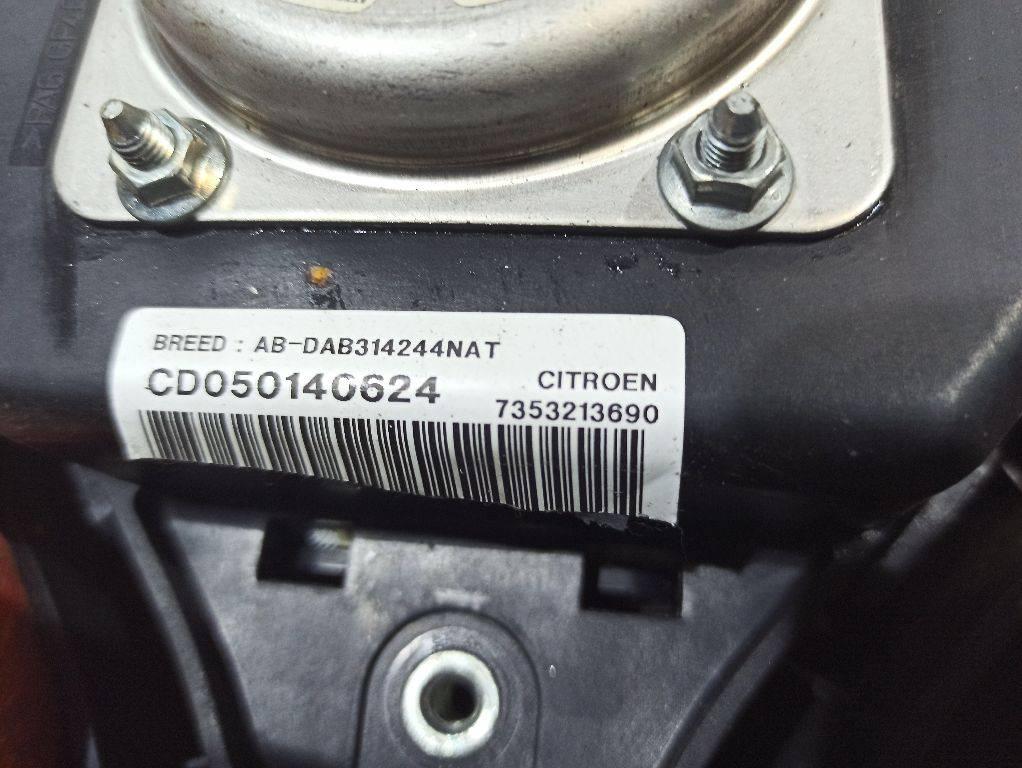 BREED : AB-DAB314244NAT
CD050140624
CITROEN
7353213690